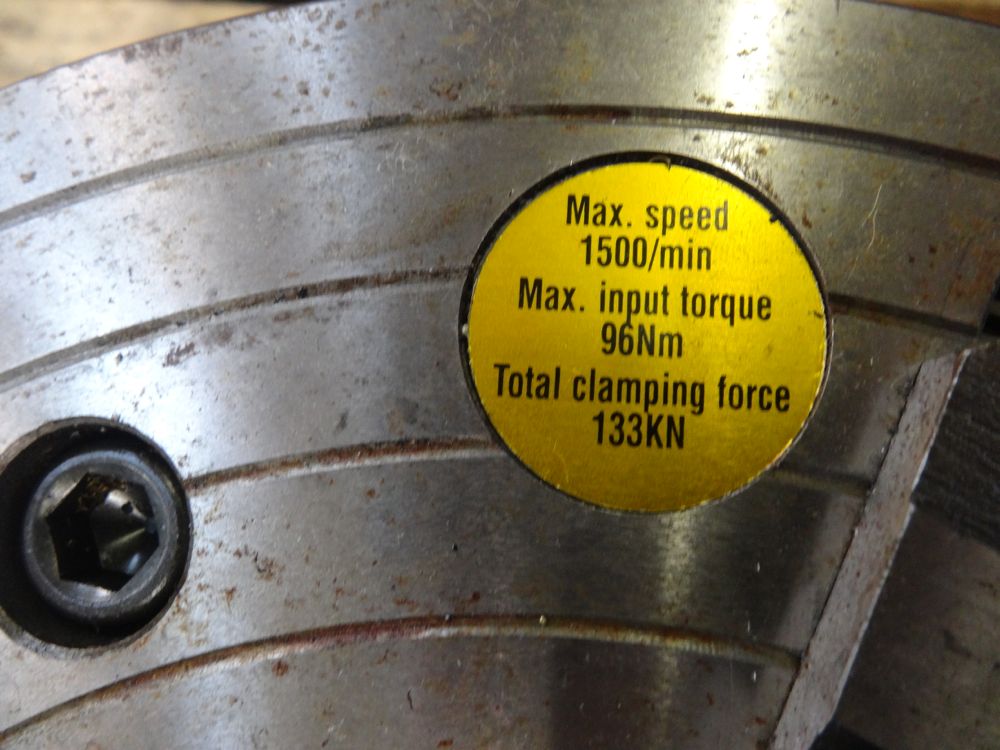 Max. speed
1500/min
Max. input torque
96Nm
Total clamping force
133KN